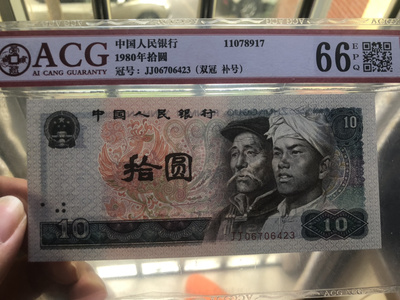 ACG
AI CANG GUARANTY
中国人民银行 11078917
1980年拾圆
冠号：JJ06706423（双冠 补号）
66 EPQ
中国人民银行
10
拾圆
JJ06706423
10
10